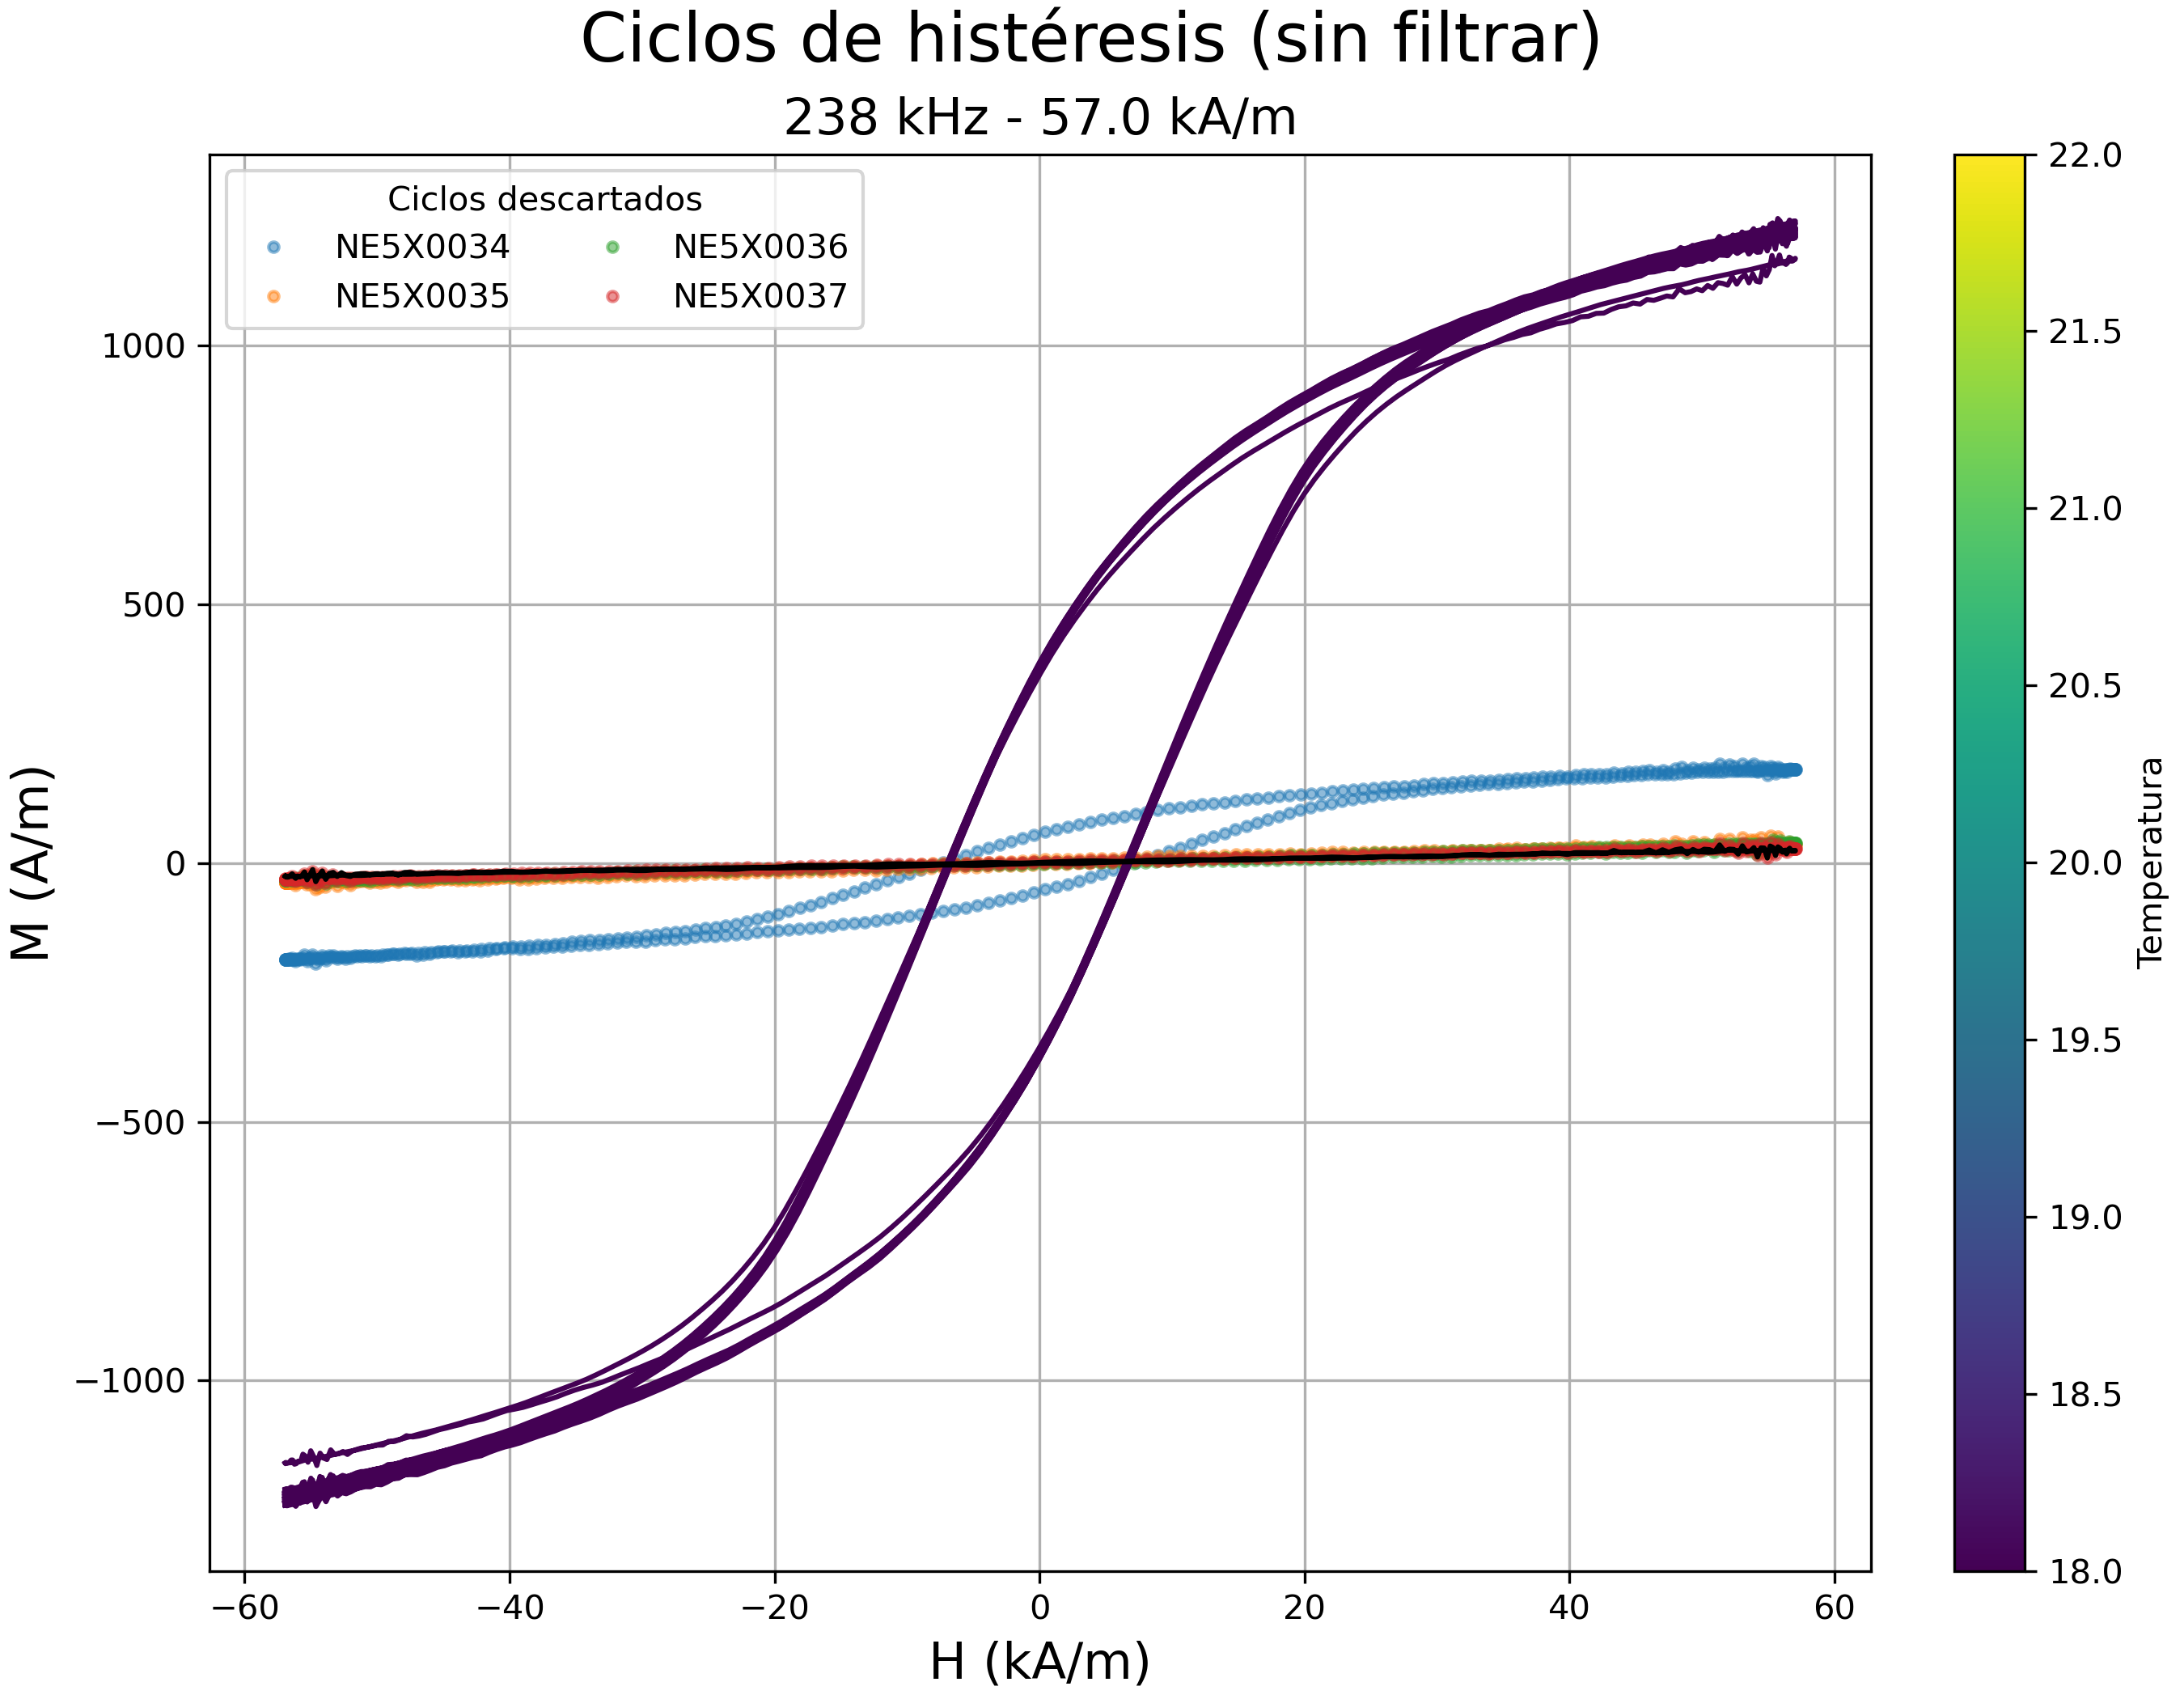 Ciclos de histéresis (sin filtrar)
238 kHz - 57.0 kA/m
Ciclos descartados
NE5X0034 NE5X0036
NE5X0035 NE5X0037
M (A/m)
1000
500
0
−500
−1000
−60 −40 −20 0 20 40 60
H (kA/m)
22.0
21.5
21.0
20.5
20.0
19.5
19.0
18.5
18.0
Temperatura